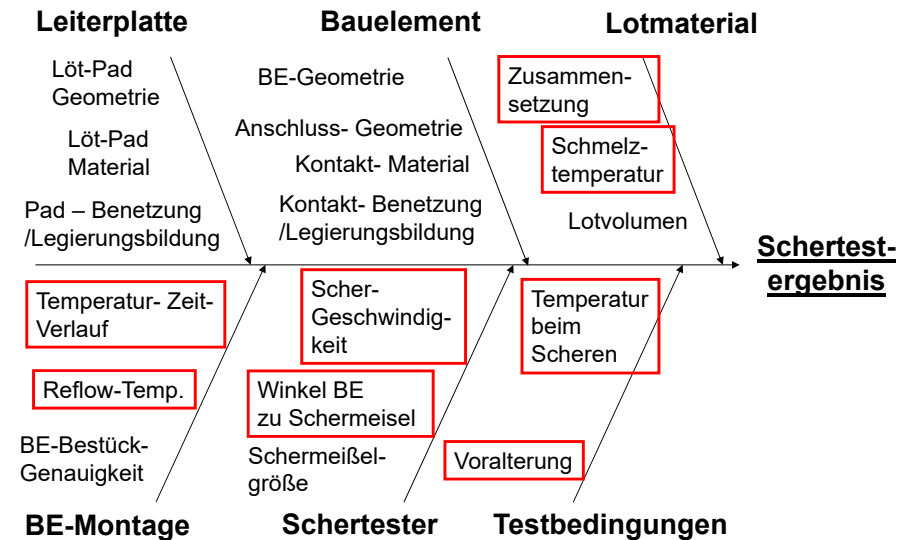 Leiterplatte
Löt-Pad
Geometrie
Löt-Pad
Material
Pad – Benetzung
/Legierungsbildung
Bauelement
BE-Geometrie
Anschluss- Geometrie
Kontakt- Material
Kontakt- Benetzung
/Legierungsbildung
Lotmaterial
Zusammen-
setzung
Schmelz-
temperatur
Lotvolumen
Schertest-
ergebnis
Temperatur- Zeit-
Verlauf
Reflow-Temp.
BE-Bestück-
Genauigkeit
BE-Montage
Scher-
Geschwindig-
keit
Winkel BE
zu Schermeisel
Schermeißel-
größe
Schertester
Temperatur
beim
Scheren
Voralterung
Testbedingungen